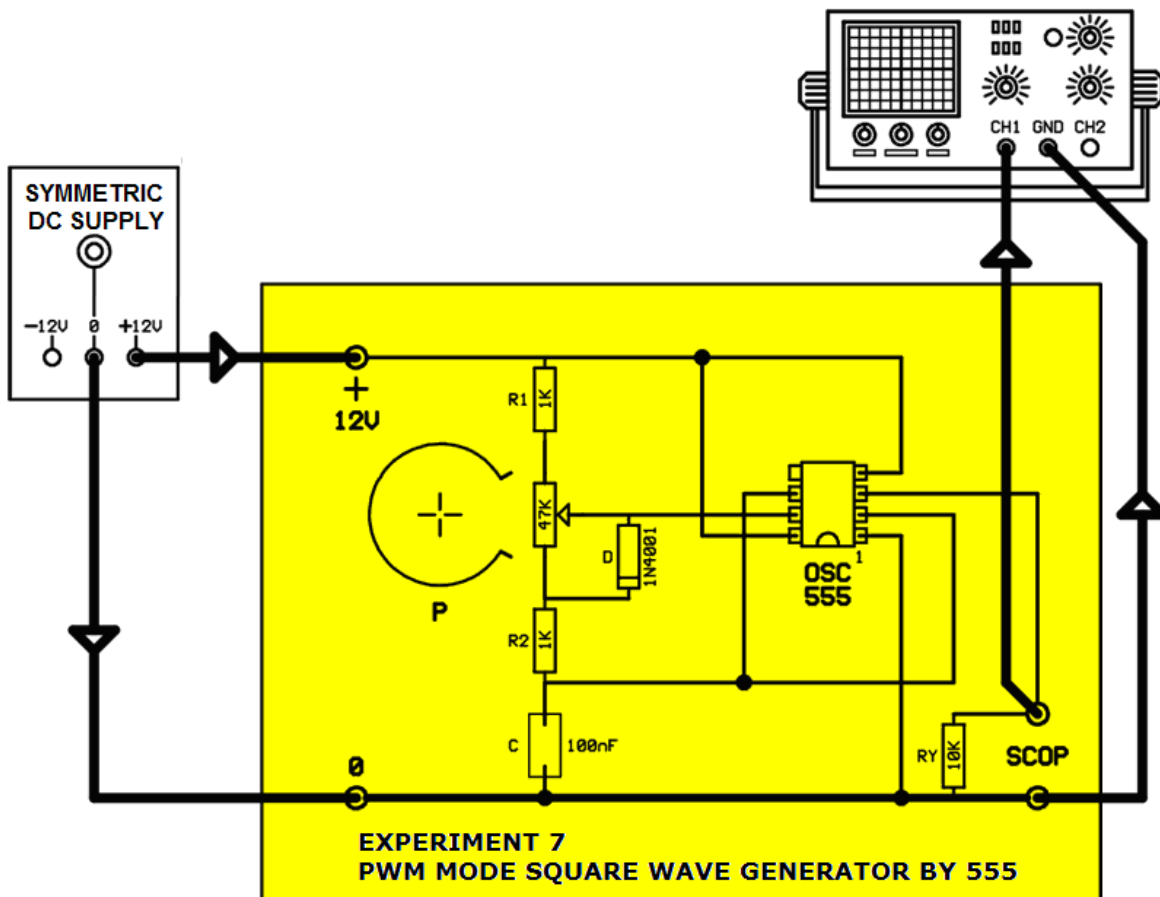 CH1 GND CH2
SYMMETRIC
DC SUPPLY
-12V 0 +12V
+
12V
R1 1K
47K
P
D 1N4001
R2 1K
1
OSC
555
C 100nF
RY 10K
SCOP
0
EXPERIMENT 7
PWM MODE SQUARE WAVE GENERATOR BY 555